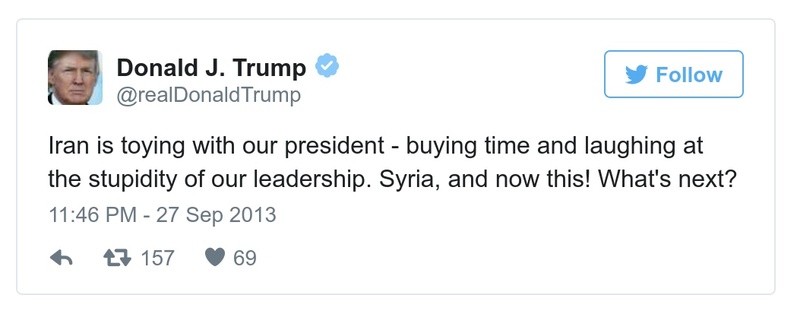 Donald J. Trump
@realDonaldTrump
Follow
Iran is toying with our president - buying time and laughing at
the stupidity of our leadership. Syria, and now this! What's next?
11:46 PM - 27 Sep 2013
157 69